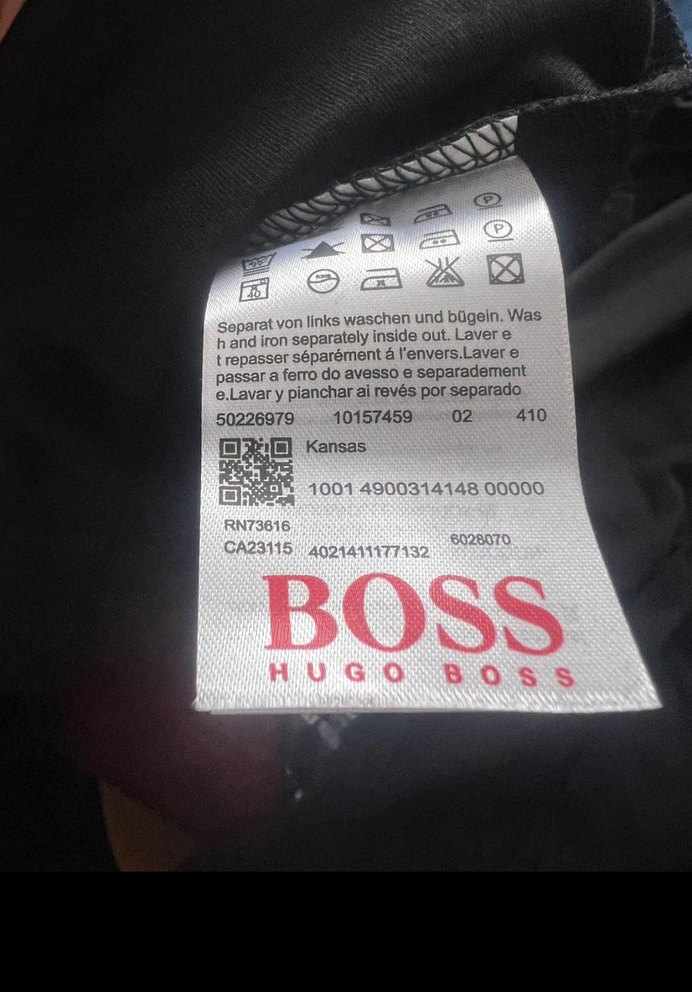 P
P
40
Separat von links waschen und bügein. Was
h and iron separately inside out. Laver e
t repasser séparément á l'envers.Laver e
passar a ferro do avesso e separadement
e.Lavar y pianchar ai revés por separado
50226979 10157459 02 410
Kansas
1001 4900314148 00000
RN73616
CA23115 4021411177132 6028070
BOSS
HUGO BOSS